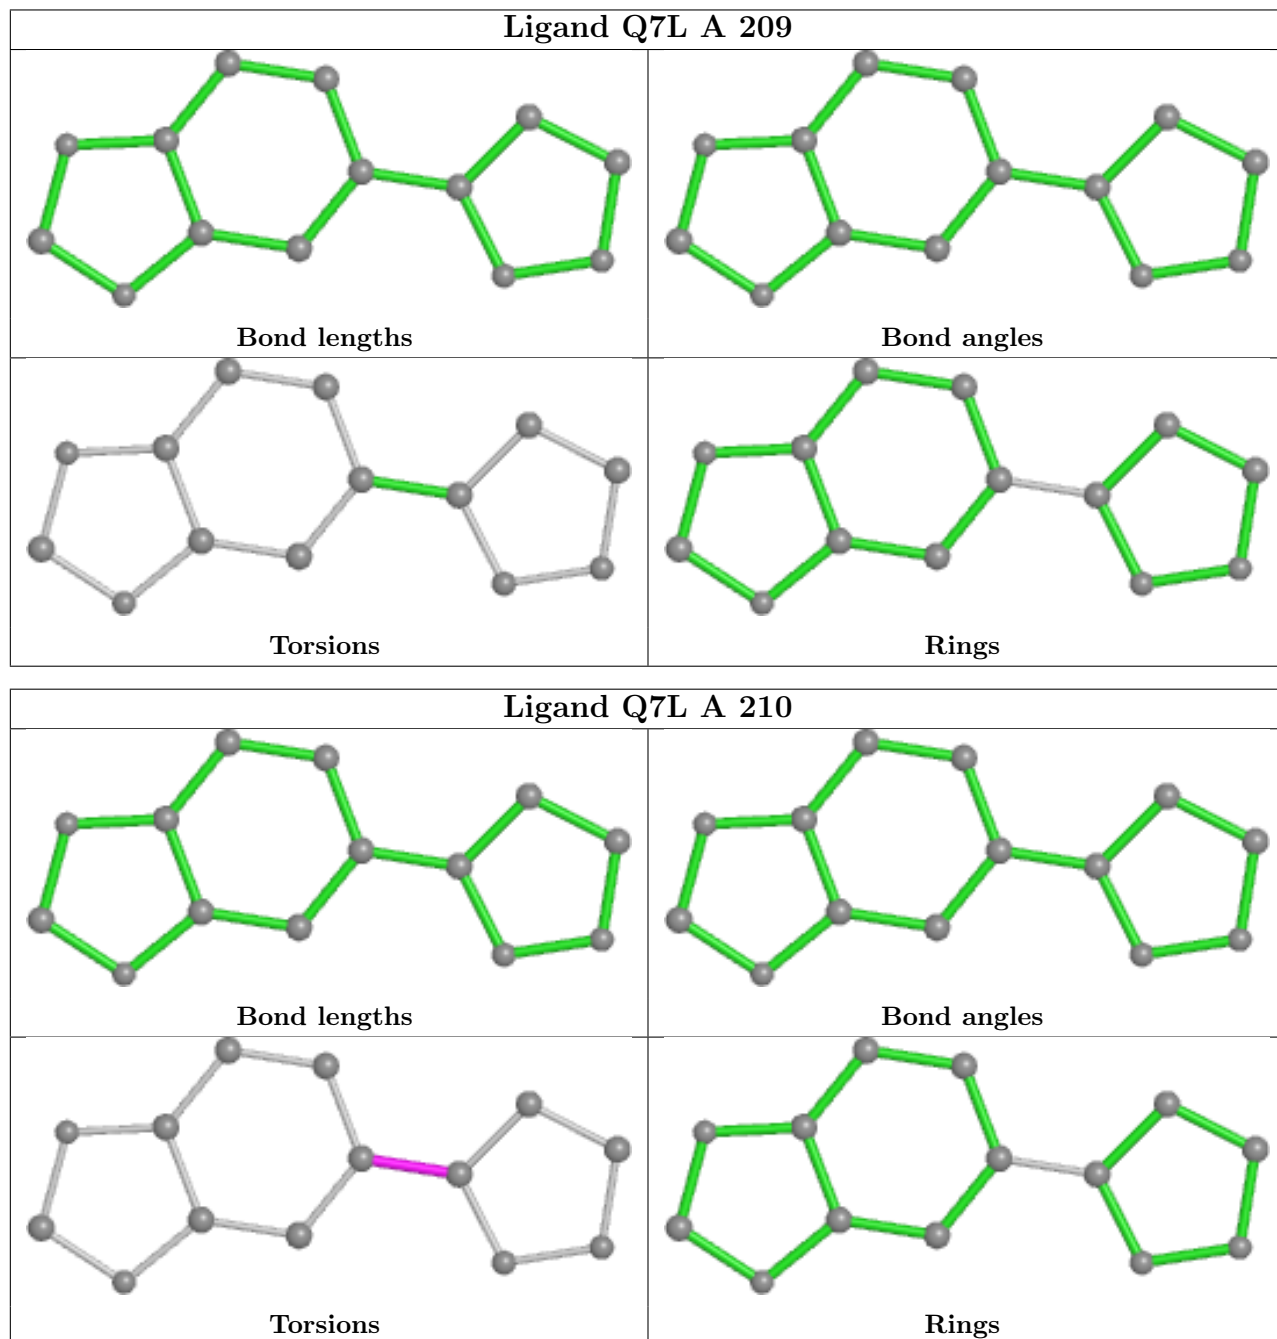 Ligand Q7L A 209
Bond lengths
Bond angles
Torsions
Rings
Ligand Q7L A 210
Bond lengths
Bond angles
Torsions
Rings